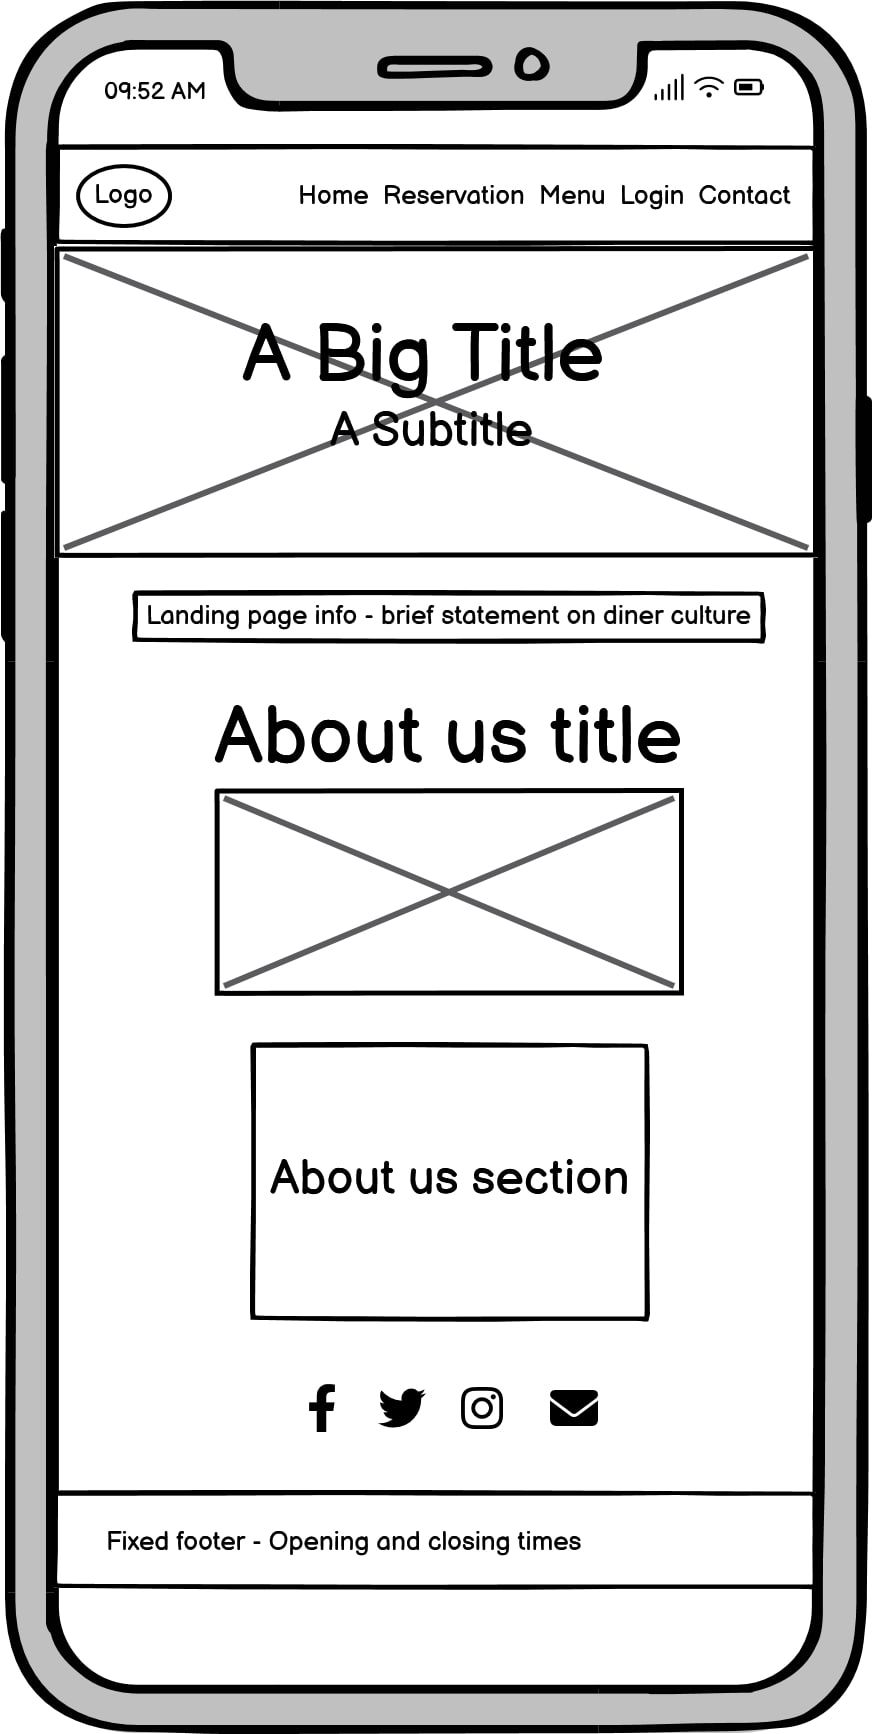 09:52 AM
Logo
Home Reservation Menu Login Contact
A Big Title
A Subtitle
Landing page info - brief statement on diner culture
About us title
About us section
Fixed footer - Opening and closing times